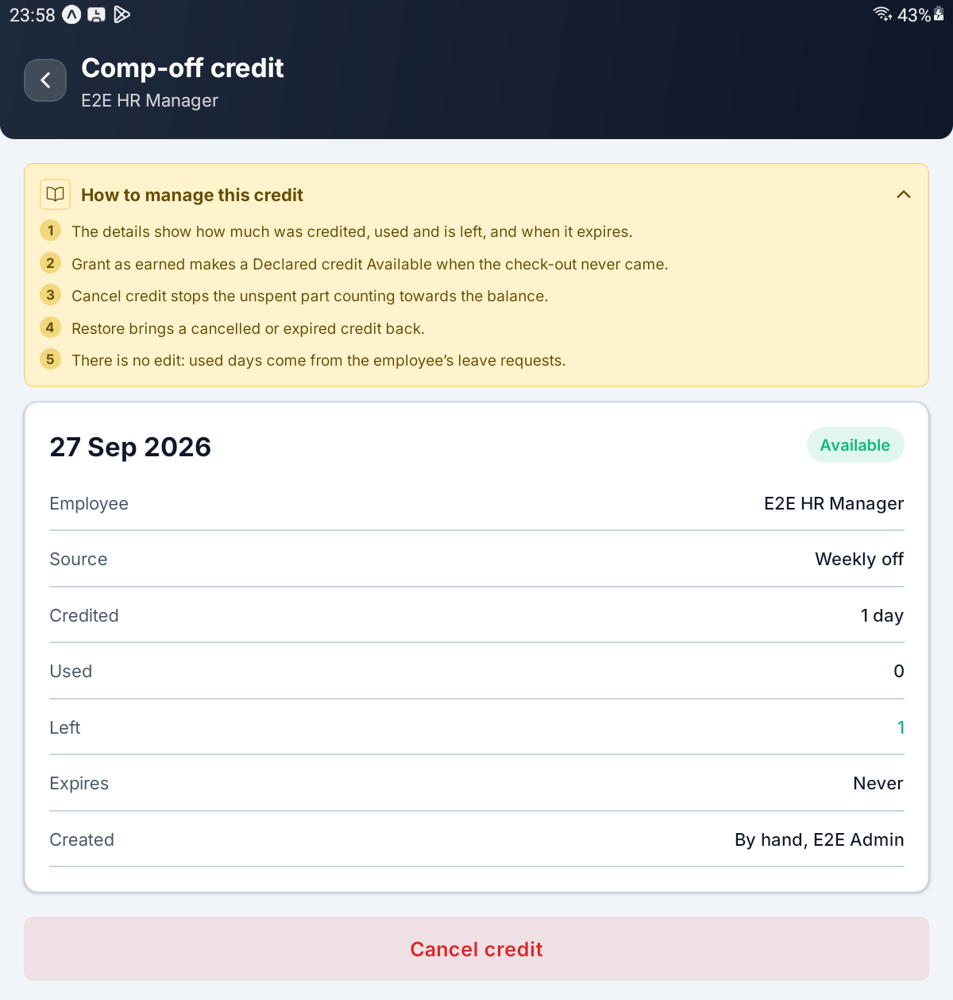 23:58
43%
Comp-off credit
E2E HR Manager
How to manage this credit
1 The details show how much was credited, used and is left, and when it expires.
2 Grant as earned makes a Declared credit Available when the check-out never came.
3 Cancel credit stops the unspent part counting towards the balance.
4 Restore brings a cancelled or expired credit back.
5 There is no edit: used days come from the employee’s leave requests.
27 Sep 2026 Available
Employee E2E HR Manager
Source Weekly off
Credited 1 day
Used 0
Left 1
Expires Never
Created By hand, E2E Admin
Cancel credit